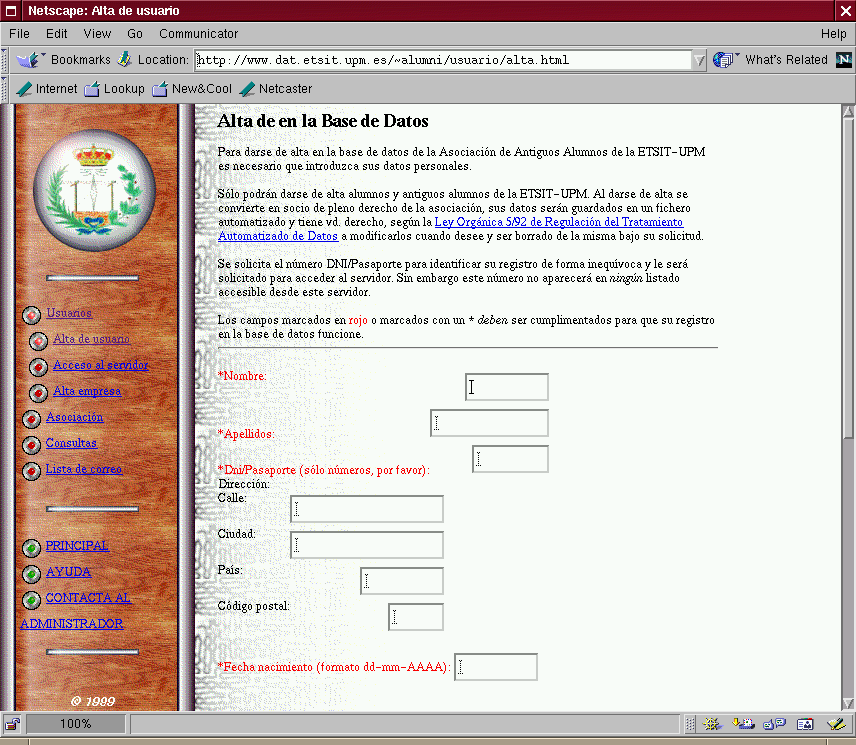 Netscape: Alta de usuario
File Edit View Go Communicator Help
Bookmarks Location: http://www.dat.etsit.upm.es/~alumni/usuario/alta.html What's Related N
Internet Lookup New&Cool Netcaster
Usuarios
Alta de usuario
Acceso al servidor
Alta empresa
Asociación
Consultas
Lista de correo
PRINCIPAL
AYUDA
CONTACTA AL
ADMINISTRADOR
© 1999
Alta de en la Base de Datos
Para darse de alta en la base de datos de la Asociación de Antiguos Alumnos de la ETSIT-UPM
es necesario que introduzca sus datos personales.
Sólo podrán darse de alta alumnos y antiguos alumnos de la ETSIT-UPM. Al darse de alta se
convierte en socio de pleno derecho de la asociación, sus datos serán guardados en un fichero
automatizado y tiene vd. derecho, según la Ley Orgánica 5/92 de Regulación del Tratamiento
Automatizado de Datos a modificarlos cuando desee y ser borrado de la misma bajo su solicitud.
Se solicita el número DNI/Pasaporte para identificar su registro de forma inequívoca y le será
solicitado para acceder al servidor. Sin embargo este número no aparecerá en ningún listado
accesible desde este servidor.
Los campos marcados en rojo o marcados con un * deben ser cumplimentados para que su registro
en la base de datos funcione.
*Nombre:
*Apellidos:
*Dni/Pasaporte (sólo números, por favor):
Dirección:
Calle:
Ciudad:
País:
Código postal:
*Fecha nacimiento (formato dd-mm-AAAA):
100%